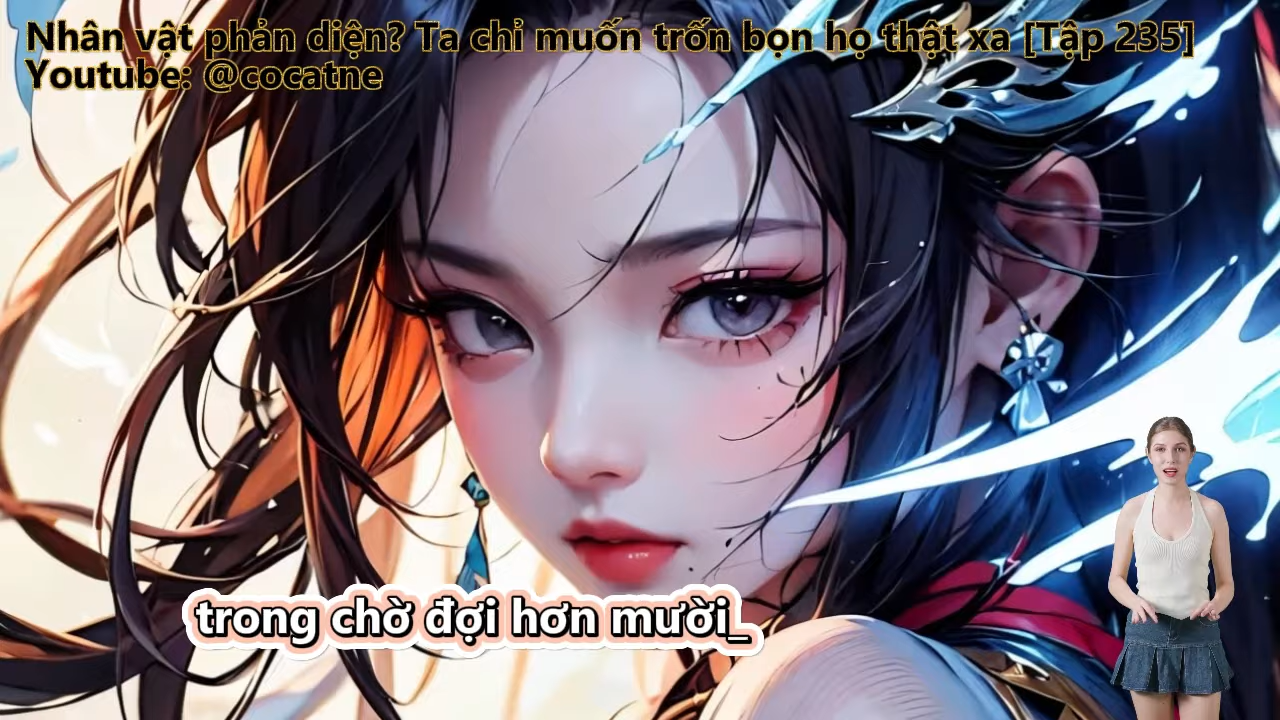 Nhân vật phản diện? Ta chỉ muốn trốn bọn họ thật xa [Tập 235]
Youtube: @cocatne
trong chờ đợi hơn mười_